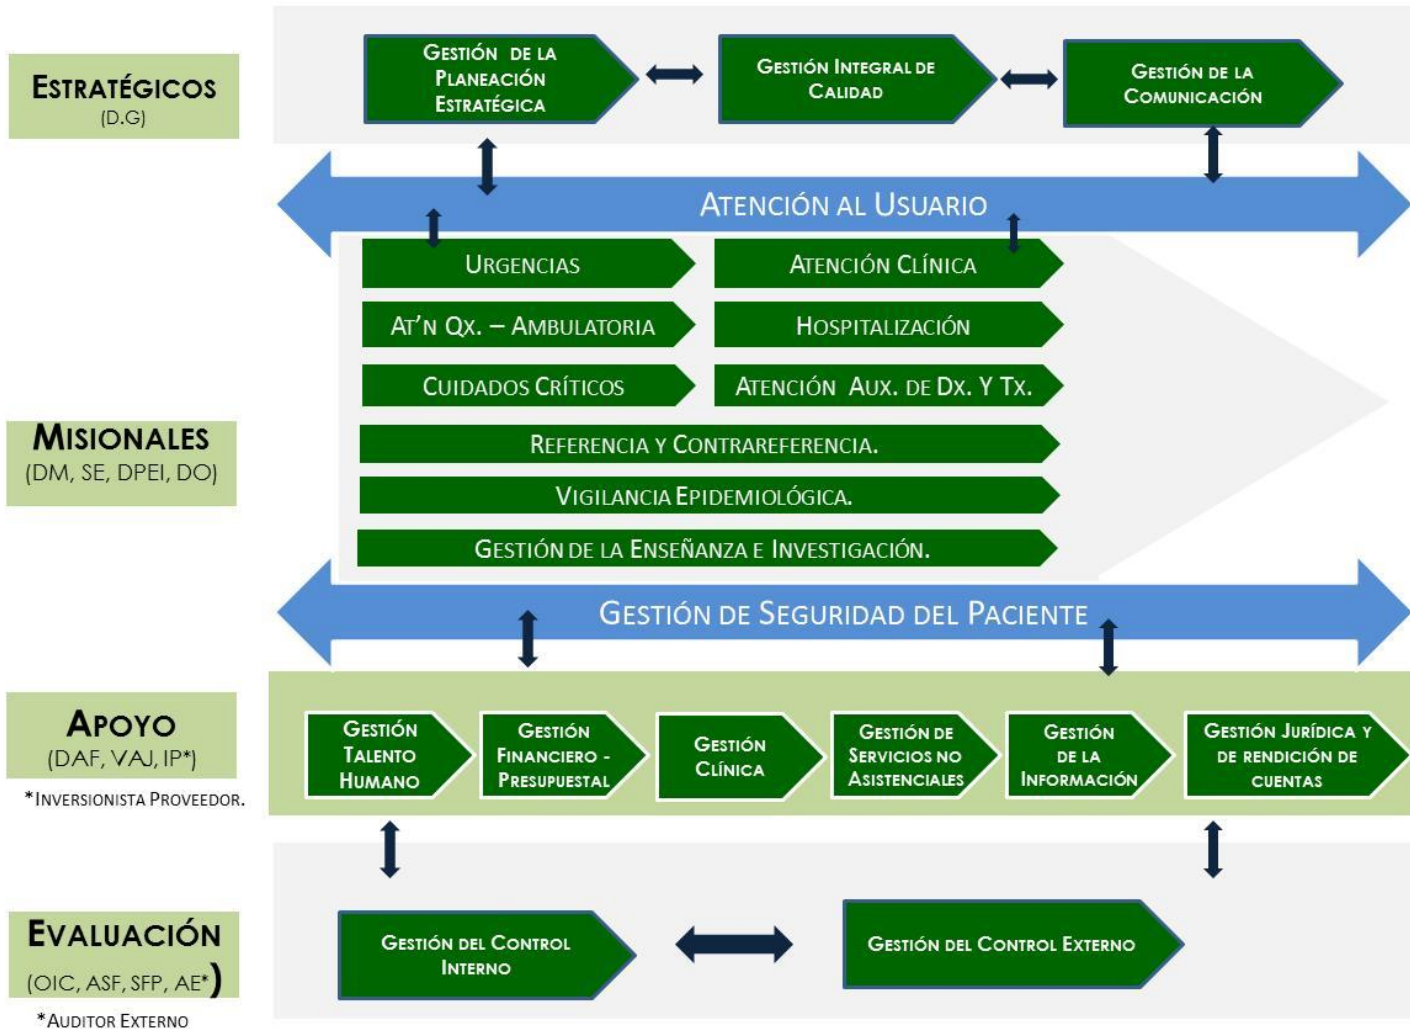 ESTRATÉGICOS
(D.G)
GESTIÓN DE LA
PLANEACIÓN
ESTRATÉGICA
GESTIÓN INTEGRAL DE
CALIDAD
GESTIÓN DE LA
COMUNICACIÓN
ATENCIÓN AL USUARIO
MISIONALES
(DM, SE, DPEI, DO)
URGENCIAS
ATENCIÓN CLÍNICA
AT'N QX. – AMBULATORIA
HOSPITALIZACIÓN
CUIDADOS CRÍTICOS
ATENCIÓN AUX. DE DX. Y TX.
REFERENCIA Y CONTRAREFERENCIA.
VIGILANCIA EPIDEMIOLÓGICA.
GESTIÓN DE LA ENSEÑANZA E INVESTIGACIÓN.
GESTIÓN DE SEGURIDAD DEL PACIENTE
APOYO
(DAF, VAJ, IP*)
*INVERSIONISTA PROVEEDOR.
GESTIÓN
TALENTO
HUMANO
GESTIÓN
FINANCIERO -
PRESUPUESTAL
GESTIÓN
CLÍNICA
GESTIÓN DE
SERVICIOS NO
ASISTENCIALES
GESTIÓN
DE LA
INFORMACIÓN
GESTIÓN JURÍDICA Y
DE RENDICIÓN DE
CUENTAS
EVALUACIÓN
(OIC, ASF, SFP, AE*)
*AUDITOR EXTERNO
GESTIÓN DEL CONTROL
INTERNO
GESTIÓN DEL CONTROL EXTERNO